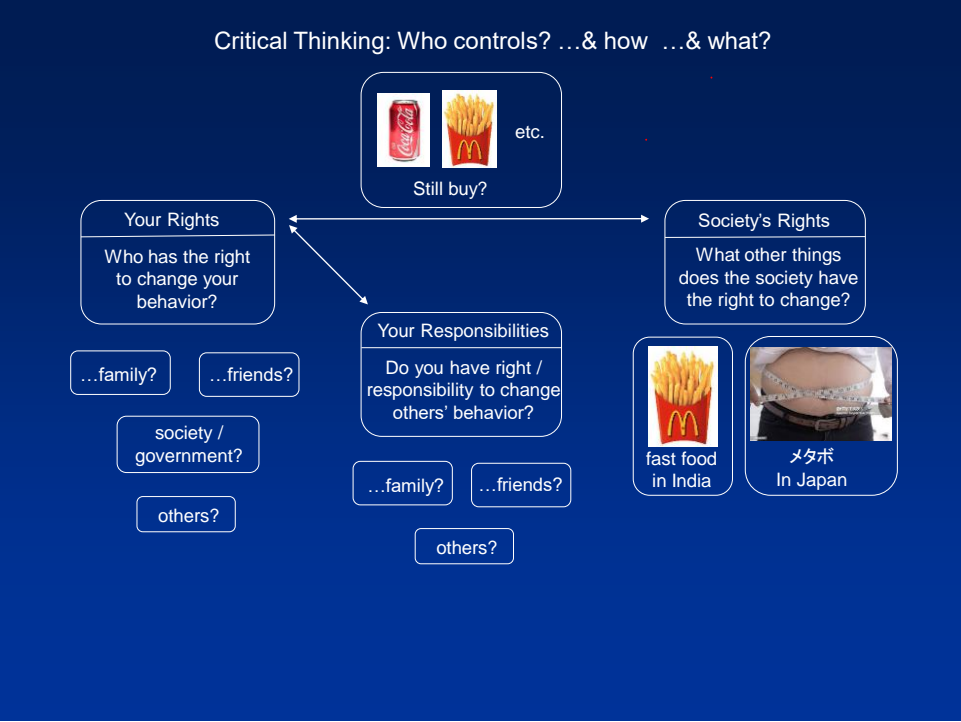 Critical Thinking: Who controls? …& how …& what?
Coca-Cola
etc.
Still buy?
Your Rights
Who has the right
to change your
behavior?
…family?
…friends?
society /
government?
others?
Your Responsibilities
Do you have right /
responsibility to change
others’ behavior?
…family?
…friends?
others?
Society’s Rights
What other things
does the society have
the right to change?
fast food
in India
メタボ
In Japan